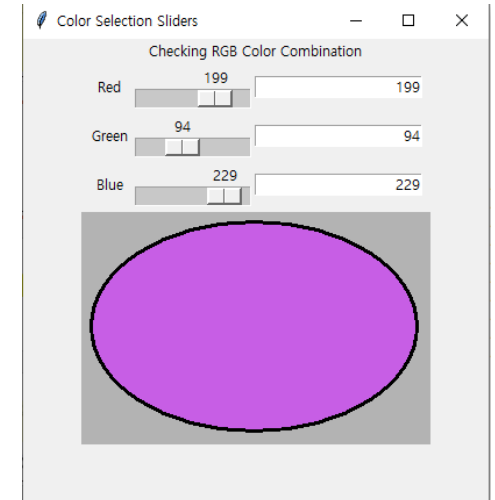 Color Selection Sliders
Checking RGB Color Combination
199
Red 199
94
Green 94
229
Blue 229